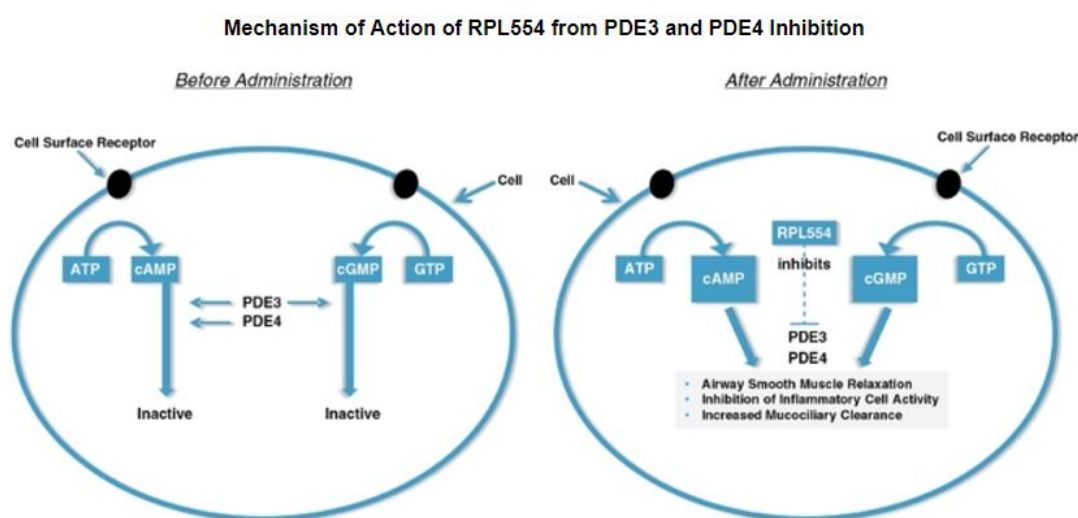 Mechanism of Action of RPL554 from PDE3 and PDE4 Inhibition
Before Administration
Cell Surface Receptor
Cell
ATP
cAMP
cGMP
GTP
PDE3
PDE4
Inactive
Inactive
After Administration
Cell Surface Receptor
Cell
RPL554
ATP
cAMP
inhibits
cGMP
GTP
PDE3
PDE4
• Airway Smooth Muscle Relaxation
• Inhibition of Inflammatory Cell Activity
• Increased Mucociliary Clearance